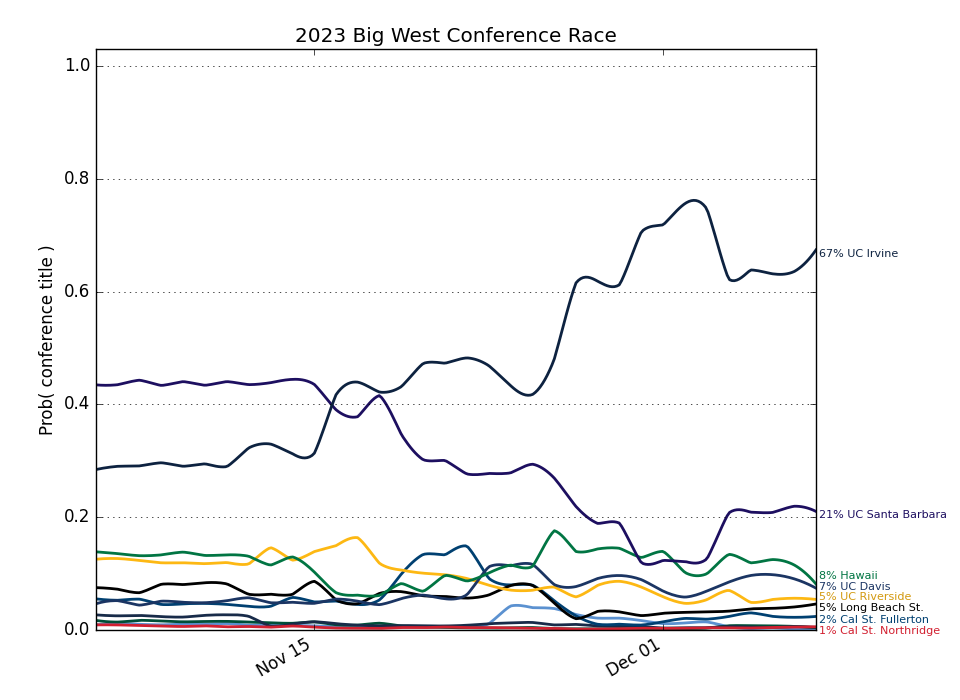 2023 Big West Conference Race
Prob( conference title )
1.0
0.8
0.6
0.4
0.2
0.0
Nov 15
Dec 01
67% UC Irvine
21% UC Santa Barbara
8% Hawaii
7% UC Davis
5% UC Riverside
5% Long Beach St.
2% Cal St. Fullerton
1% Cal St. Northridge